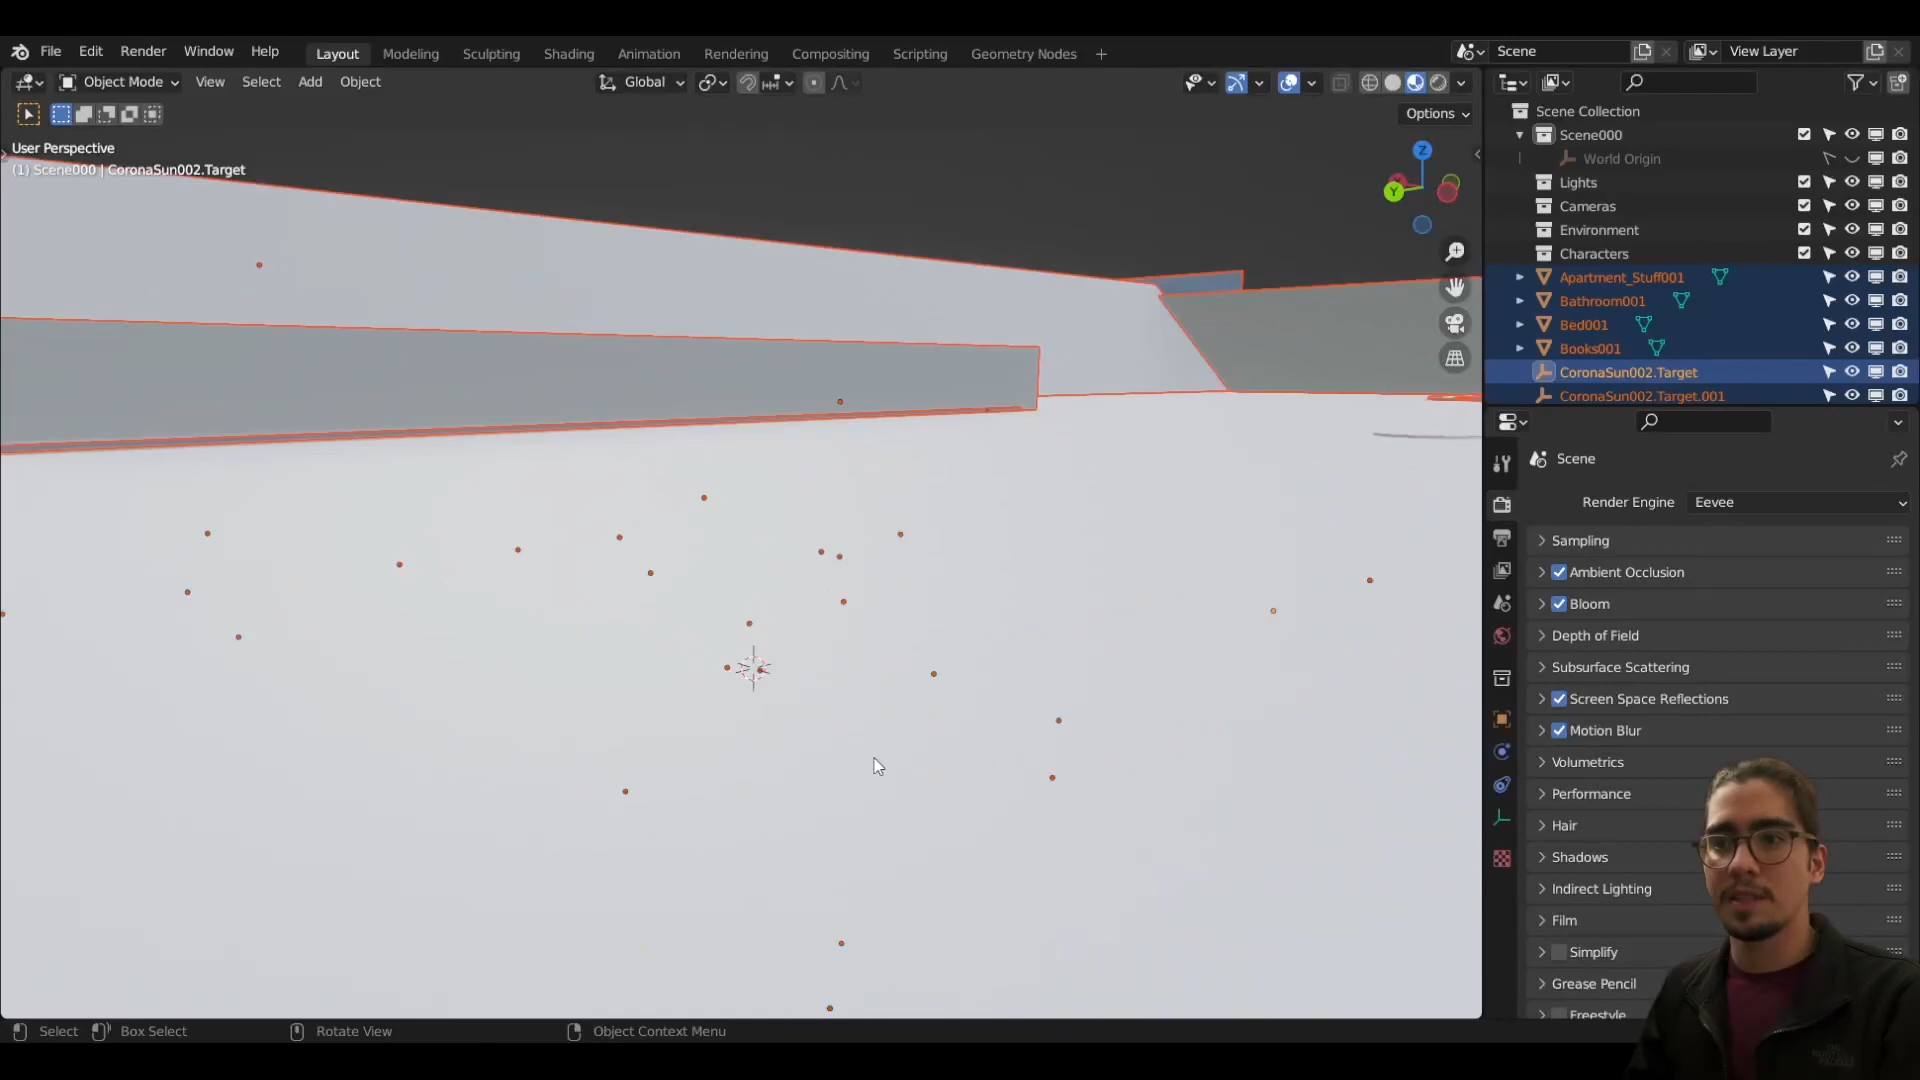 File Edit Render Window Help Layout Modeling Sculpting Shading Animation Rendering Compositing Scripting Geometry Nodes + Scene View Layer
Object Mode View Select Add Object Global
Options
User Perspective
(1) Scene000 | CoronaSun002.Target
Z
Y
Scene Collection
Scene000
World Origin
Lights
Cameras
Environment
Characters
Apartment_Stuff001
Bathroom001
Bed001
Books001
CoronaSun002.Target
CoronaSun002.Target.001
Scene
Render Engine Eevee
Sampling
Ambient Occlusion
Bloom
Depth of Field
Subsurface Scattering
Screen Space Reflections
Motion Blur
Volumetrics
Performance
Hair
Shadows
Indirect Lighting
Film
Simplify
Grease Pencil
Freestyle
Select Box Select Rotate View Object Context Menu